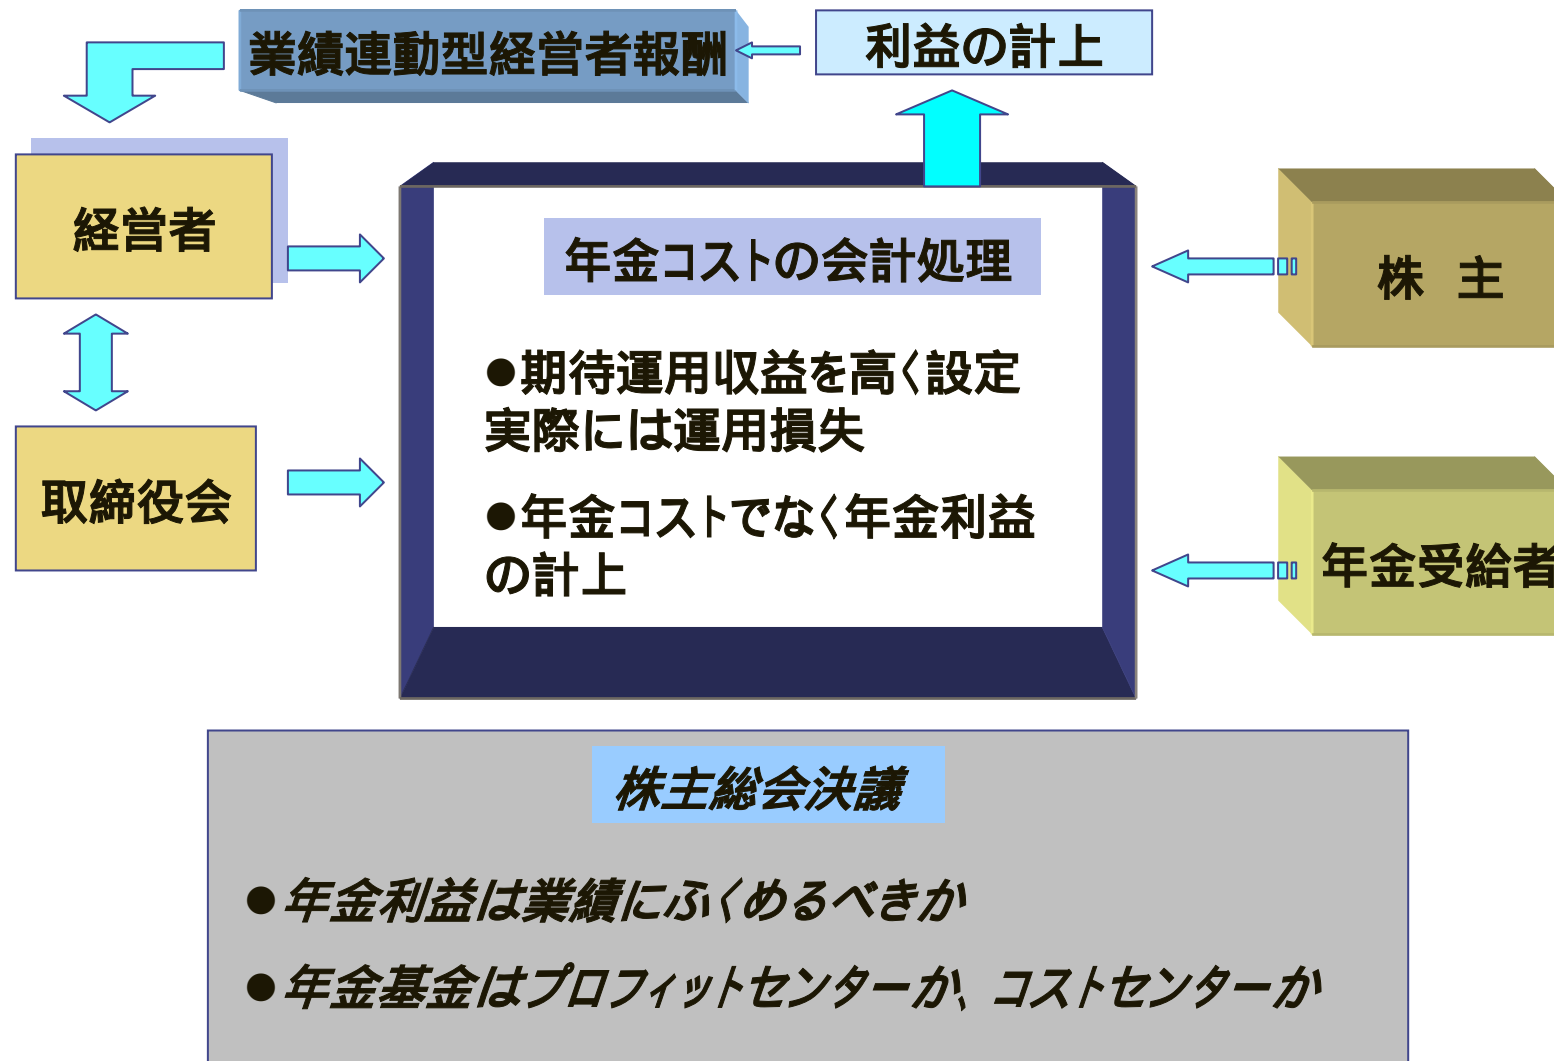 業績連動型経営者報酬
利益の計上
経営者
年金コストの会計処理
株 主
●期待運用収益を高く設定
実際には運用損失
取締役会
●年金コストでなく年金利益
の計上
年金受給者
株主総会決議
●年金利益は業績にふくめるべきか
●年金基金はプロフィットセンターか、コストセンターか